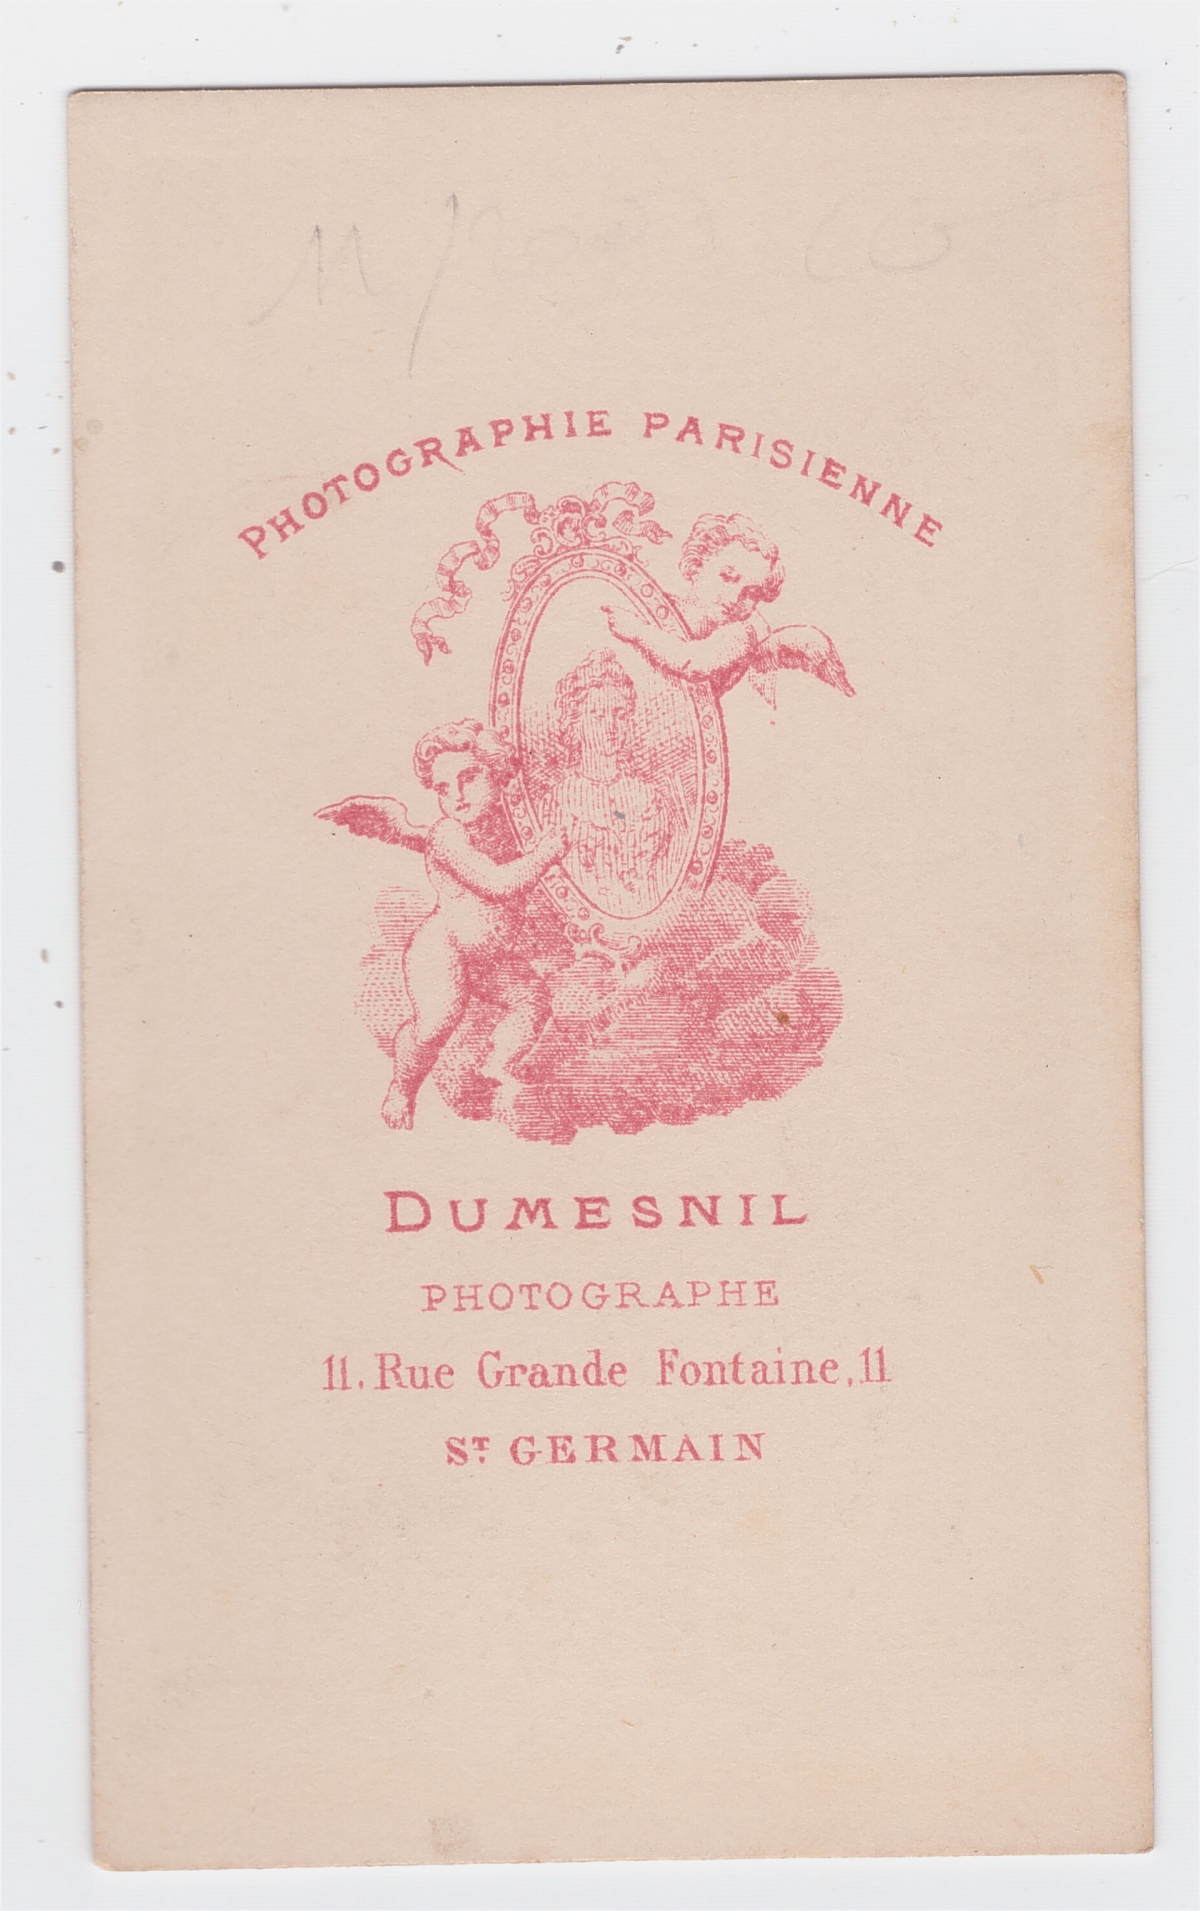 PHOTOGRAPHIE PARISIENNE
DUMESNIL
PHOTOGRAPHE
11. Rue Grande Fontaine, 11
ST GERMAIN